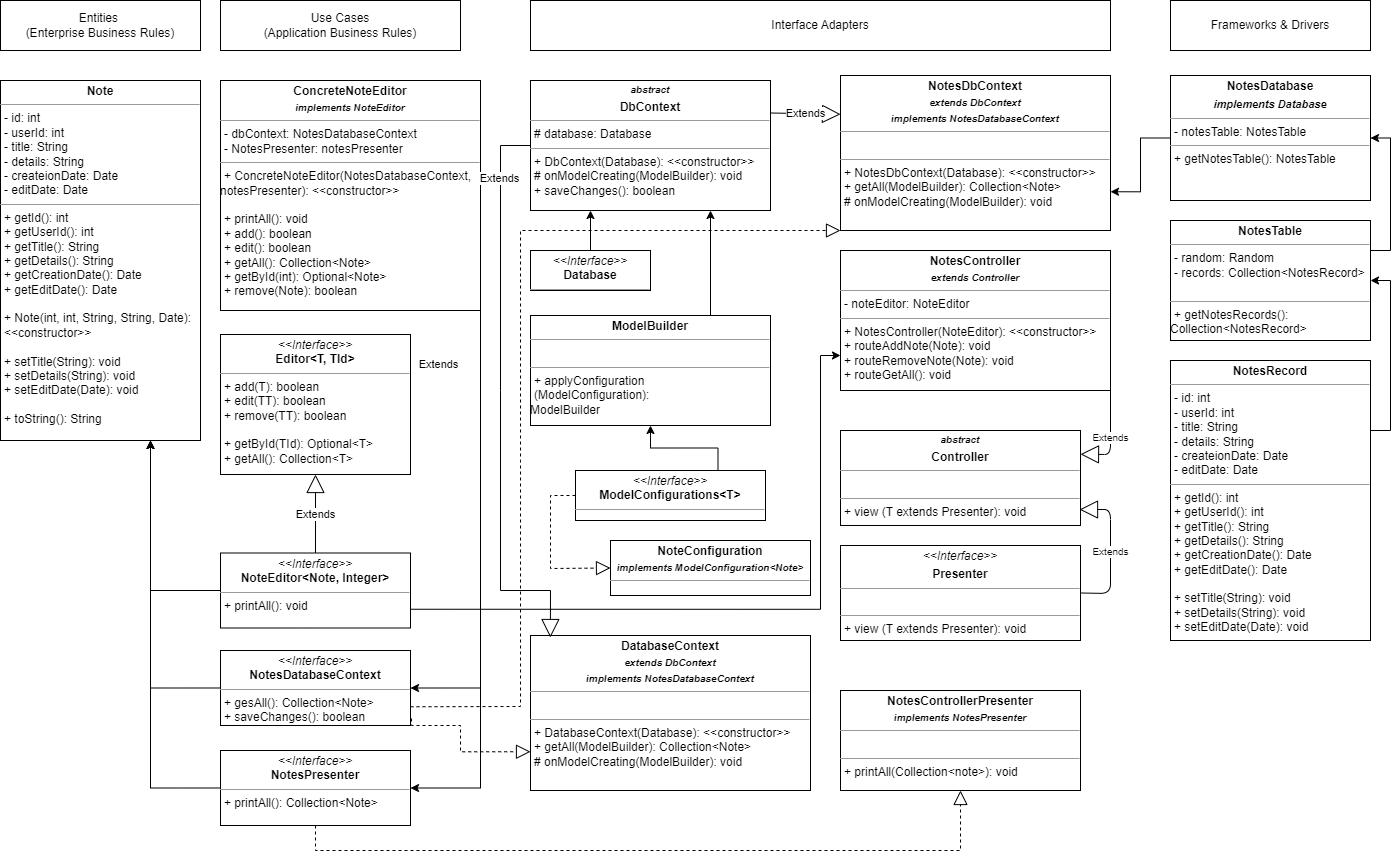 Entities
(Enterprise Business Rules)
Use Cases
(Application Business Rules)
Interface Adapters
Frameworks & Drivers
Note
- id: int
- userId: int
- title: String
- details: String
- createionDate: Date
- editDate: Date
+ getId(): int
+ getUserId(): int
+ getTitle(): String
+ getDetails(): String
+ getCreationDate(): Date
+ getEditDate(): Date
+ Note(int, int, String, String, Date):
<<constructor>>
+ setTitle(String): void
+ setDetails(String): void
+ setEditDate(Date): void
+ toString(): String
ConcreteNoteEditor
implements NoteEditor
- dbContext: NotesDatabaseContext
- NotesPresenter: notesPresenter
+ ConcreteNoteEditor(NotesDatabaseContext,
notesPresenter): <<constructor>>
+ printAll(): void
+ add(): boolean
+ edit(): boolean
+ getAll(): Collection<Note>
+ getById(int): Optional<Note>
+ remove(Note): boolean
Extends
<<Interface>>
Editor<T, TId>
+ add(T): boolean
+ edit(TT): boolean
+ remove(TT): boolean
+ getById(TId): Optional<T>
+ getAll(): Collection<T>
Extends
Extends
<<Interface>>
NoteEditor<Note, Integer>
+ printAll(): void
<<Interface>>
NotesDatabaseContext
+ gesAll(): Collection<Note>
+ saveChanges(): boolean
<<Interface>>
NotesPresenter
+ printAll(): Collection<Note>
abstract
DbContext
# database: Database
+ DbContext(Database): <<constructor>>
# onModelCreating(ModelBuilder): void
+ saveChanges(): boolean
Extends
<<Interface>>
Database
ModelBuilder
+ applyConfiguration
(ModelConfiguration):
ModelBuilder
<<Interface>>
ModelConfigurations<T>
NoteConfiguration
implements ModelConfiguration<Note>
DatabaseContext
extends DbContext
implements NotesDatabaseContext
+ DatabaseContext(Database): <<constructor>>
+ getAll(ModelBuilder): Collection<Note>
# onModelCreating(ModelBuilder): void
NotesDbContext
extends DbContext
implements NotesDatabaseContext
+ NotesDbContext(Database): <<constructor>>
+ getAll(ModelBuilder): Collection<Note>
# onModelCreating(ModelBuilder): void
NotesController
extends Controller
- noteEditor: NoteEditor
+ NotesController(NoteEditor): <<constructor>>
+ routeAddNote(Note): void
+ routeRemoveNote(Note): void
+ routeGetAll(): void
Extends
abstract
Controller
+ view (T extends Presenter): void
Extends
<<Interface>>
Presenter
+ view (T extends Presenter): void
NotesControllerPresenter
implements NotesPresenter
+ printAll(Collection<note>): void
NotesDatabase
implements Database
- notesTable: NotesTable
+ getNotesTable(): NotesTable
NotesTable
- random: Random
- records: Collection<NotesRecord>
+ getNotesRecords():
Collection<NotesRecord>
NotesRecord
- id: int
- userId: int
- title: String
- details: String
- createionDate: Date
- editDate: Date
+ getId(): int
+ getUserId(): int
+ getTitle(): String
+ getDetails(): String
+ getCreationDate(): Date
+ getEditDate(): Date
+ setTitle(String): void
+ setDetails(String): void
+ setEditDate(Date): void